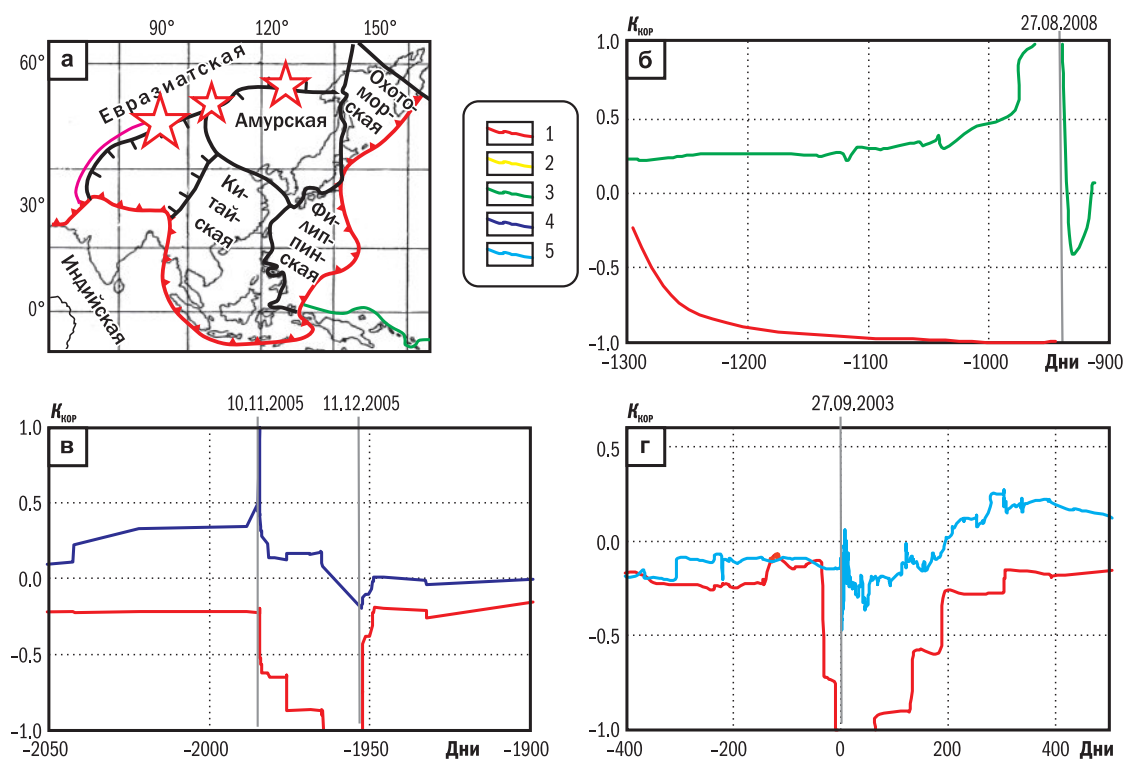 90° 120° 150°
60°
30°
0°
а
Евразиатская
Амурская
Охото-
мор-
ская
Ки-
тай-
ская
Фи-
лип-
пин-
ская
Индийская
1
2
3
4
5
Kкор
27.08.2008
б
1.0
0.5
0.0
–0.5
–1.0
–1300 –1200 –1100 –1000 Дни –900
Kкор
10.11.2005 11.12.2005
в
1.0
0.5
0.0
–0.5
–1.0
–2050 –2000 –1950 Дни –1900
Kкор
27.09.2003
г
0.5
0.0
–0.5
–1.0
–400 –200 0 200 400 Дни